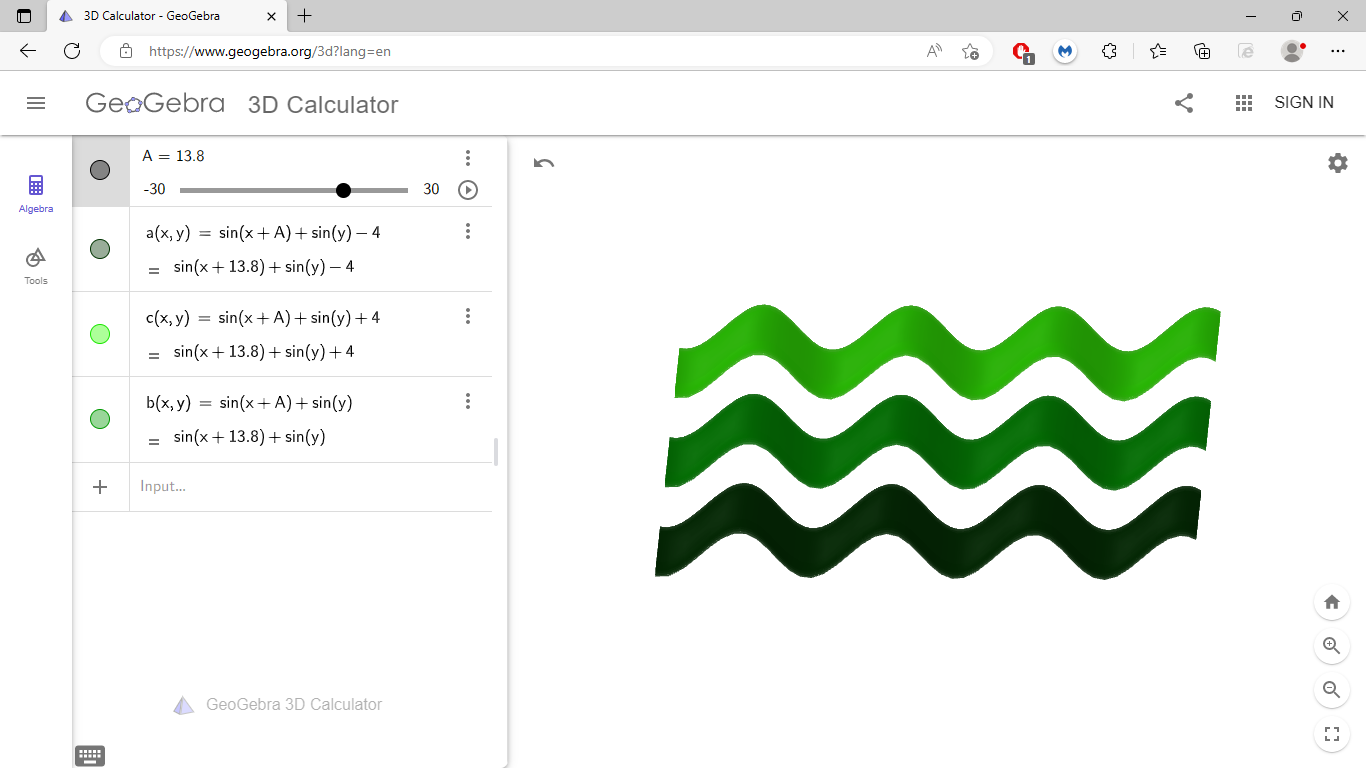 3D Calculator - GeoGebra
https://www.geogebra.org/3d?lang=en
1
GeoGebra 3D Calculator
SIGN IN
Algebra
Tools
A = 13.8
-30 30
a(x, y) = sin(x + A) + sin(y) − 4
= sin(x + 13.8) + sin(y) − 4
c(x, y) = sin(x + A) + sin(y) + 4
= sin(x + 13.8) + sin(y) + 4
b(x, y) = sin(x + A) + sin(y)
= sin(x + 13.8) + sin(y)
Input...
GeoGebra 3D Calculator